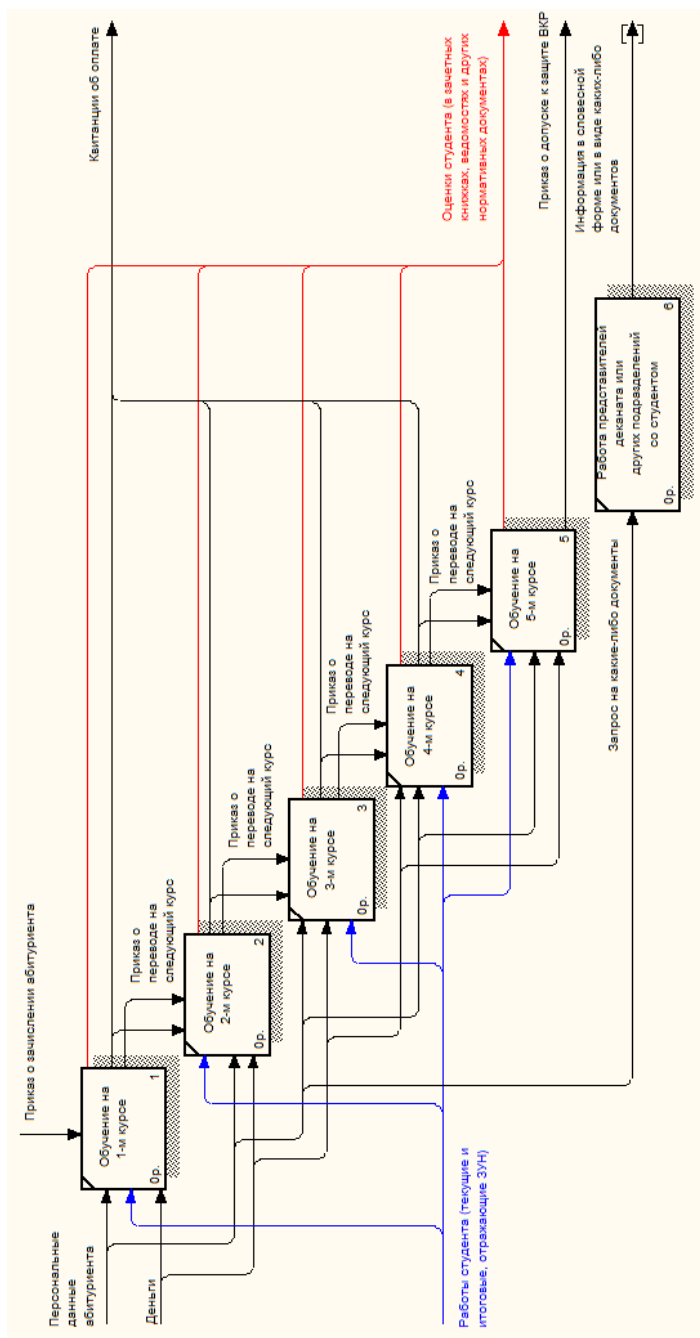 Приказ о зачислении абитуриента
Персональные
данные
абитуриента
Деньги
Работы студента (текущие и
итоговые, отражающие ЗУН)
Обучение на
1-м курсе
0р.
1
Приказ о
переводе на
следующий курс
Обучение на
2-м курсе
0р.
2
Приказ о
переводе на
следующий курс
Обучение на
3-м курсе
0р.
3
Приказ о
переводе на
следующий курс
Обучение на
4-м курсе
0р.
4
Приказ о
переводе на
следующий курс
Обучение на
5-м курсе
0р.
5
Запрос на какие-либо документы
Работа представителей
деканата или
других подразделений
со студентом
0р.
6
Квитанции об оплате
Оценки студента (в зачетных
книжках, ведомостях и других
нормативных документах)
Приказ о допуске к защите ВКР
Информация в словесной
форме или в виде каких-либо
документов